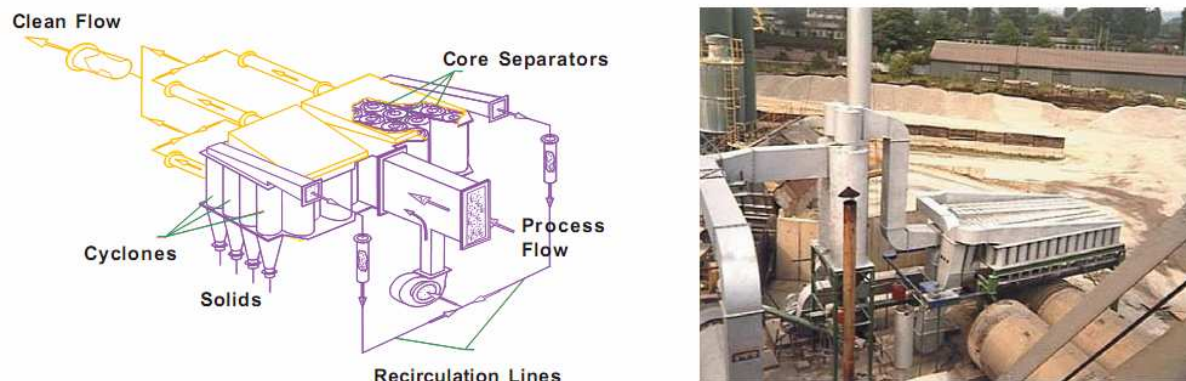 Clean Flow
Core Separators
Process
Flow
Cyclones
Solids
Recirculation Lines